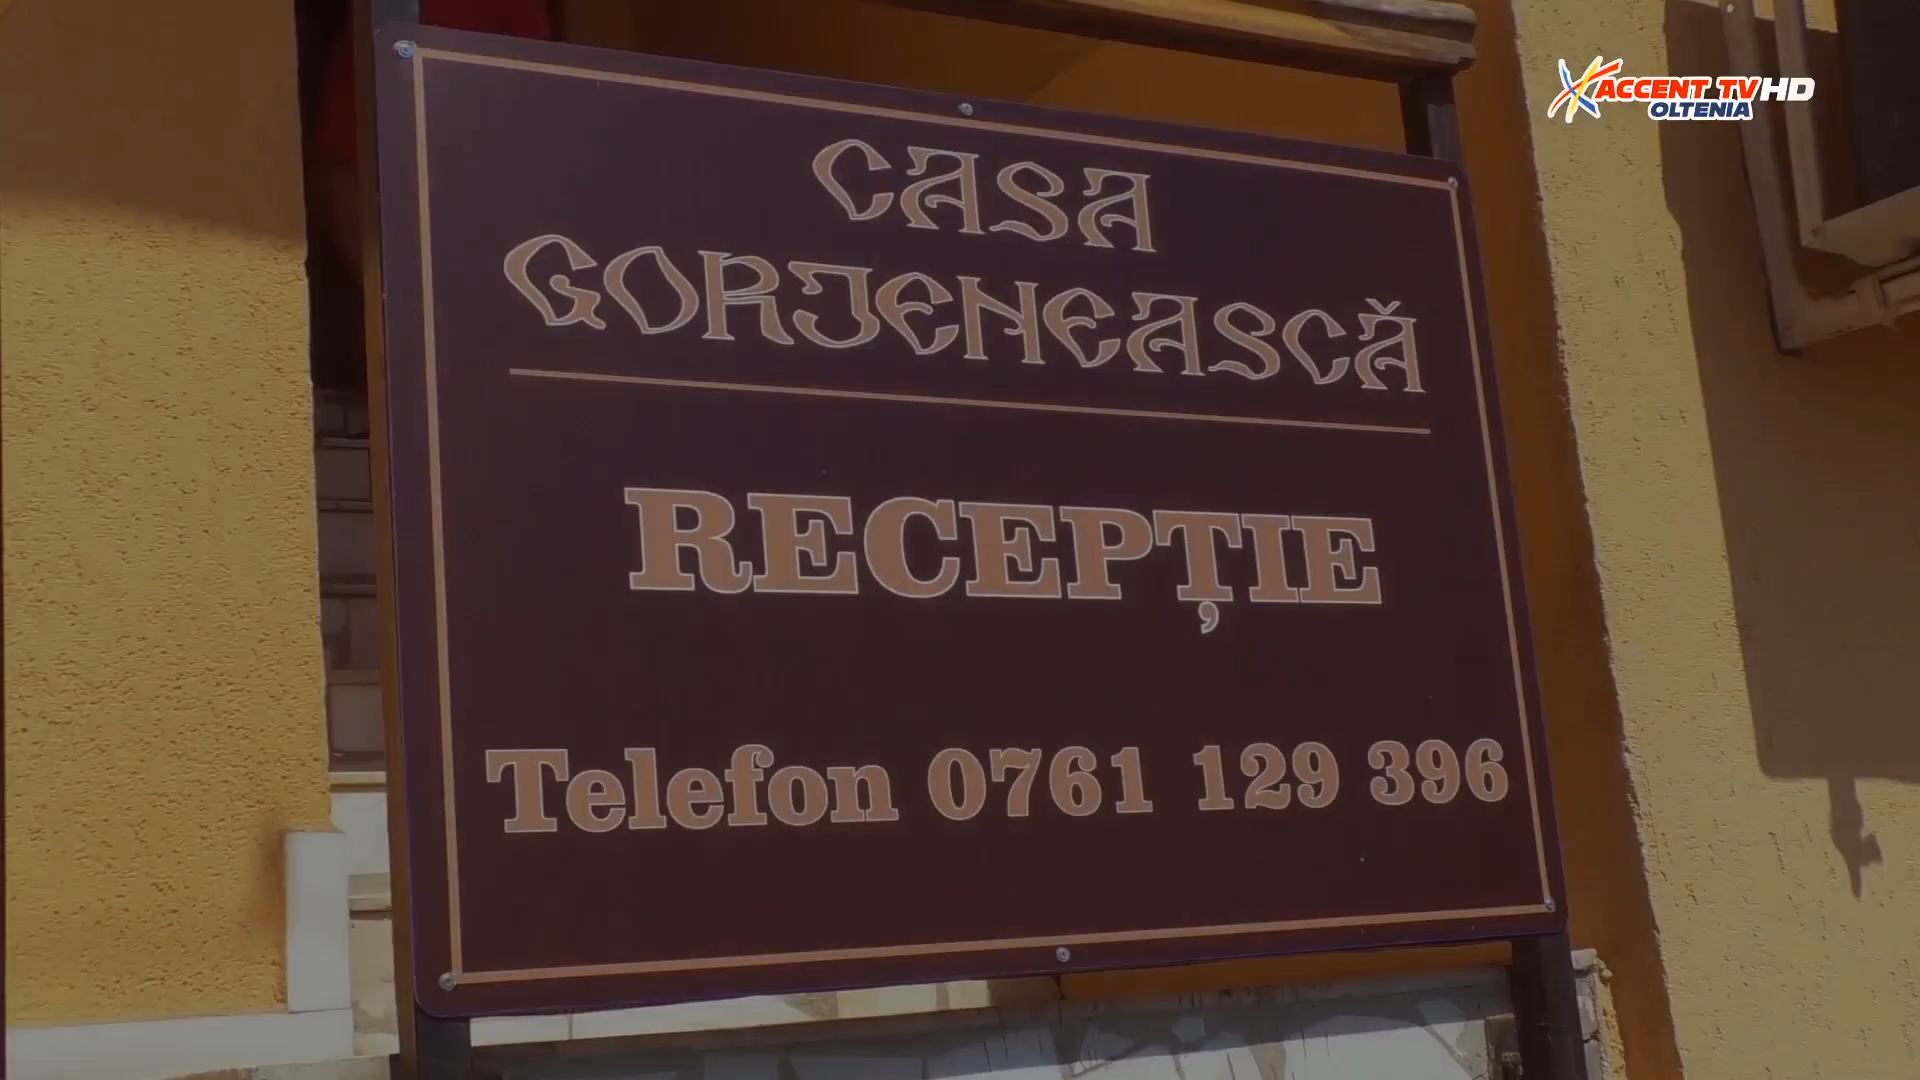 ACCENT TV HD
OLTENIA
CASA
GORJENEASCĂ
RECEPȚIE
Telefon 0761 129 396